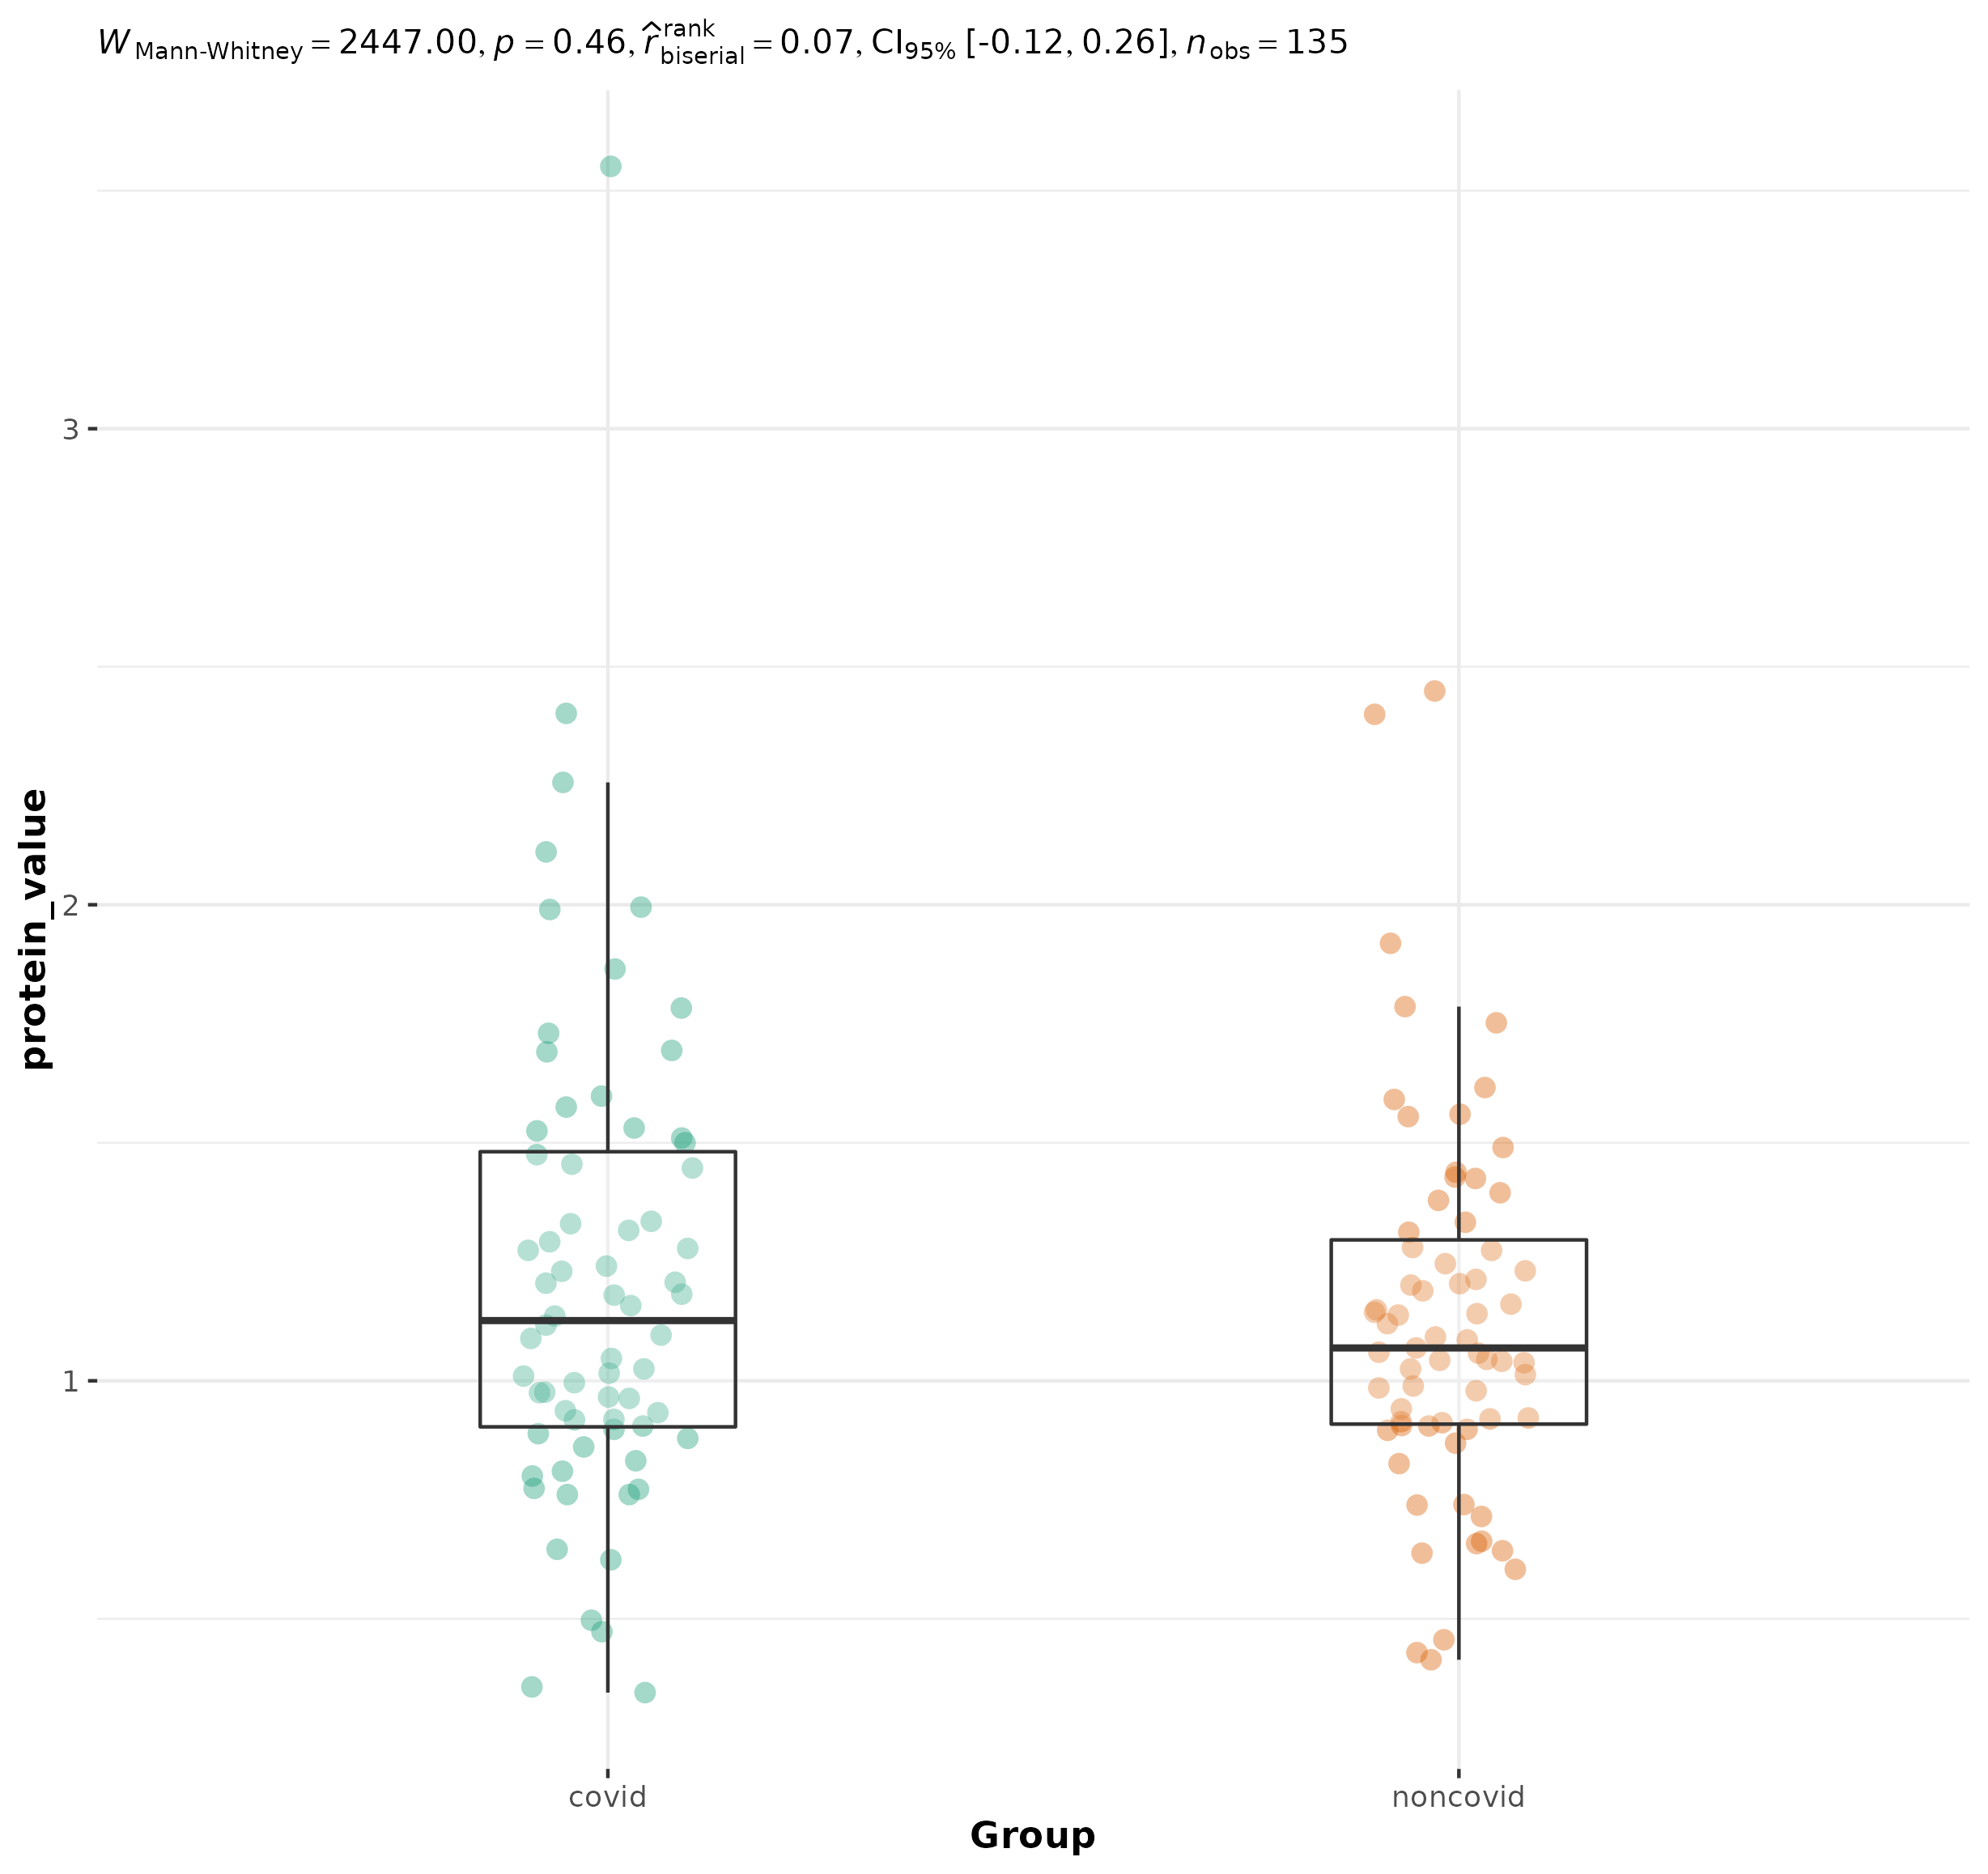 W Mann-Whitney = 2447.00, p = 0.46, r̂ rank biserial = 0.07, CI95% [-0.12, 0.26], n obs = 135
protein_value
3
2
1
covid noncovid
Group